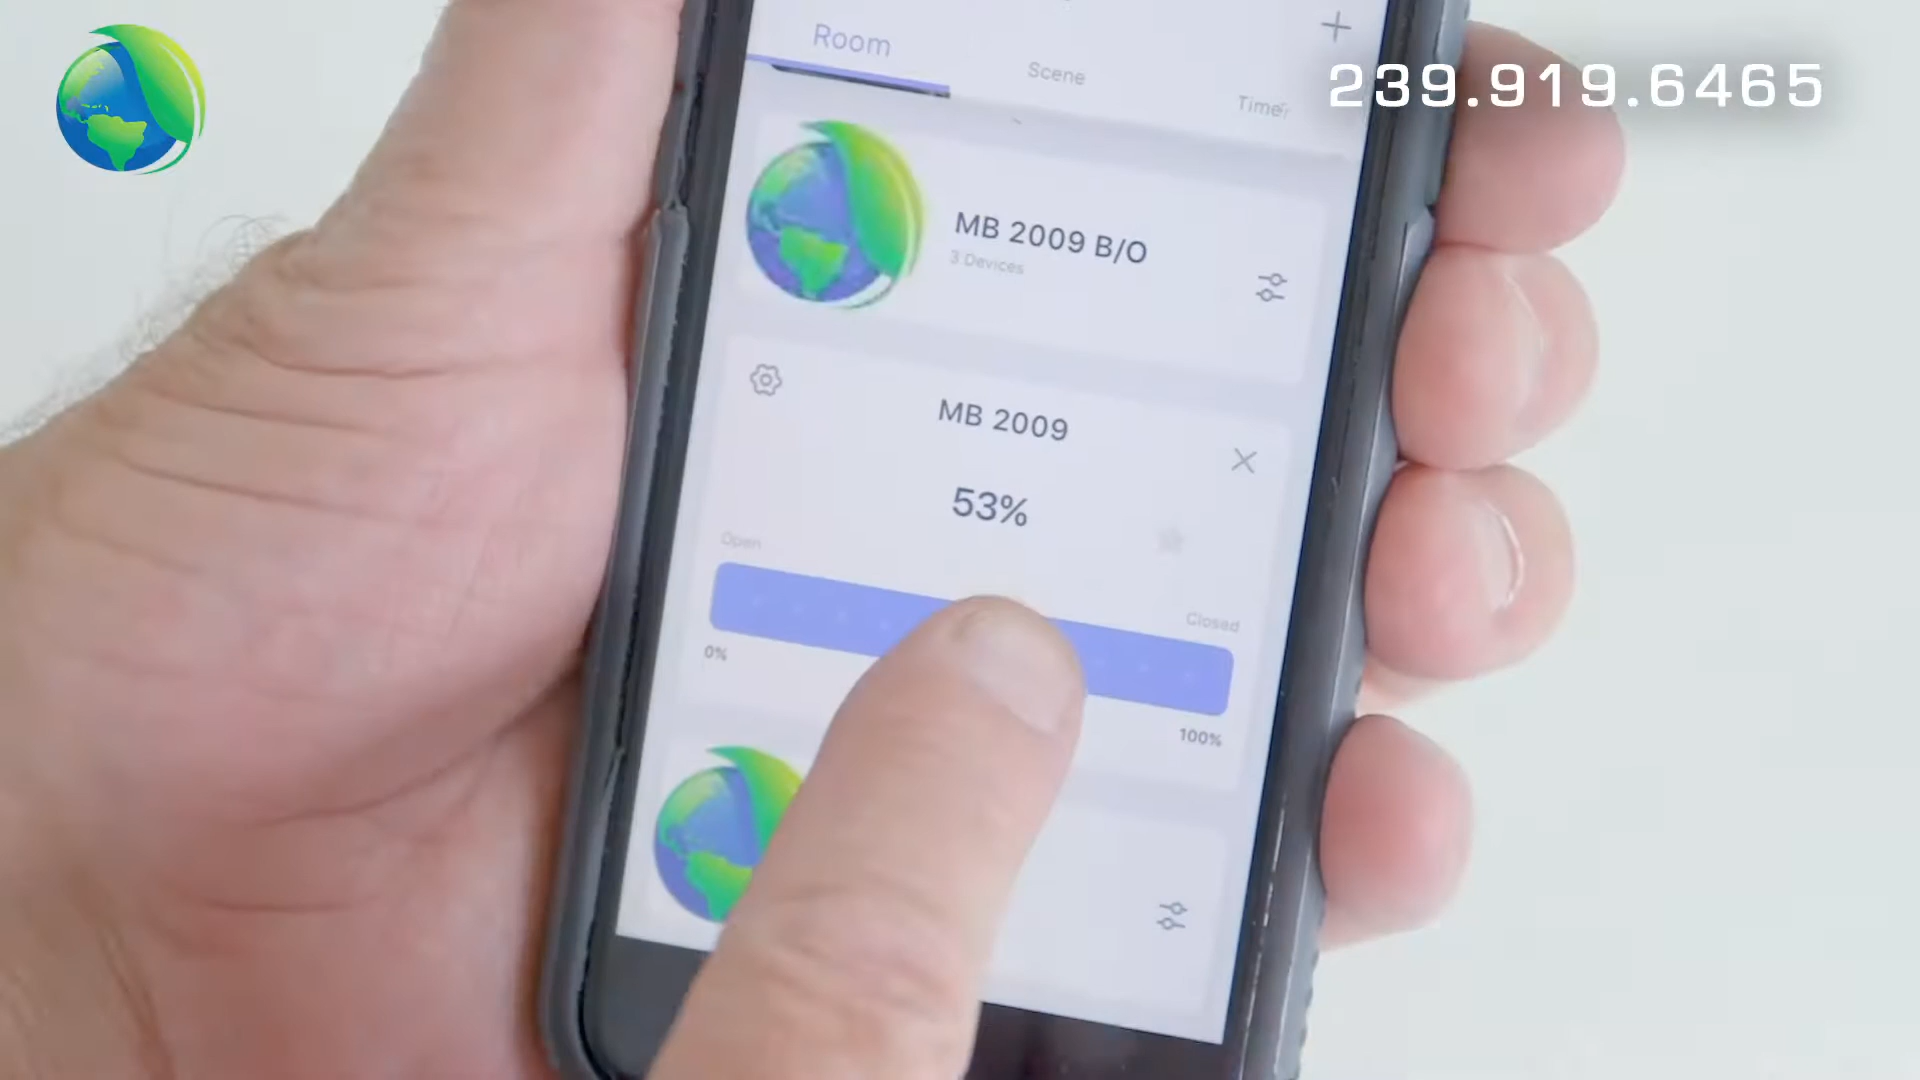 239.919.6465
Room
Scene
Timer
MB 2009 B/O
3 Devices
MB 2009
53%
Open
Closed
0%
100%